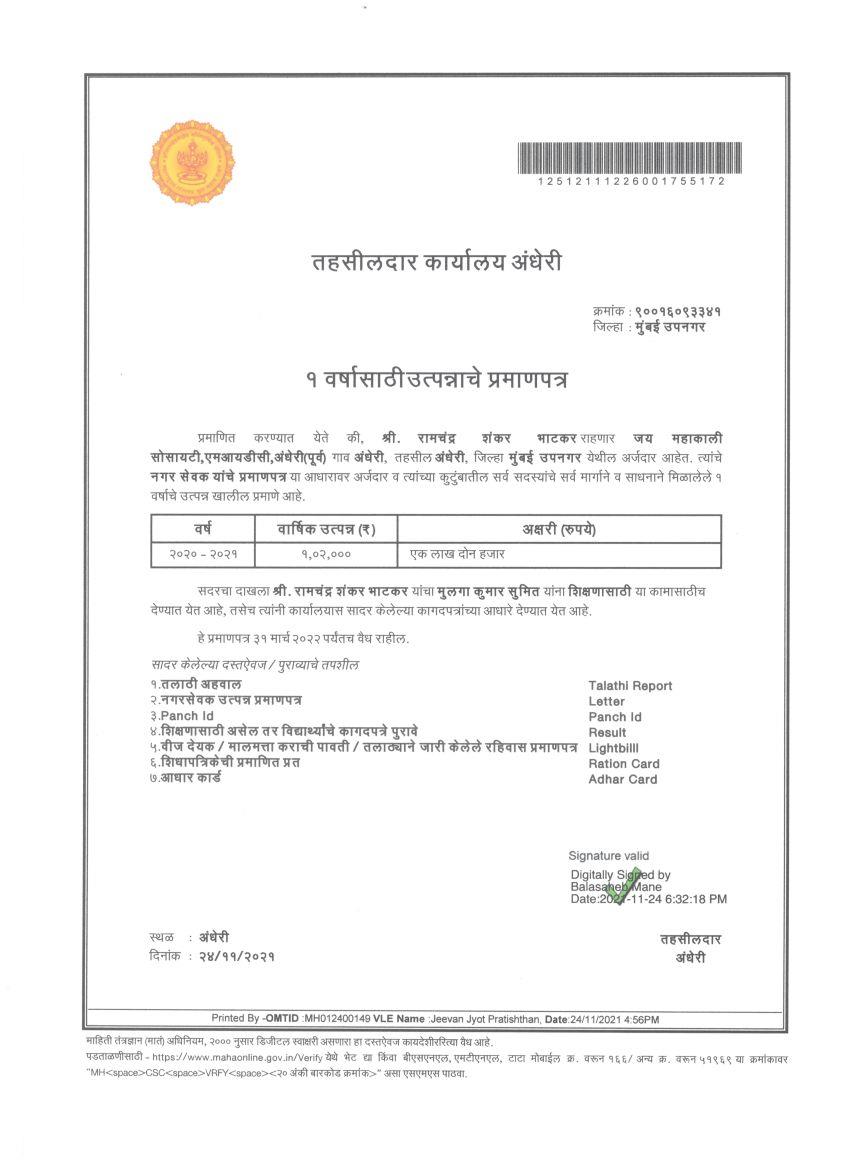 12512111226001755172
तहसीलदार कार्यालय अंधेरी
क्रमांक : ९००१६०९३३४१
जिल्हा : मुंबई उपनगर
१ वर्षासाठी उत्पन्नाचे प्रमाणपत्र
प्रमाणित करण्यात येते की, श्री. रामचंद्र शंकर भाटकर राहणार जय महाकाली
सोसायटी,एमआयडीसी,अंधेरी(पूर्व) गाव अंधेरी, तहसील अंधेरी, जिल्हा मुंबई उपनगर येथील अर्जदार आहेत. त्यांचे
नगर सेवक यांचे प्रमाणपत्र या आधारावर अर्जदार व त्यांच्या कुटुंबातील सर्व सदस्यांचे सर्व मार्गाने व साधनाने मिळालेले १
वर्षाचे उत्पन्न खालील प्रमाणे आहे.
वर्ष वार्षिक उत्पन्न (₹) अक्षरी (रुपये)
२०२० - २०२१ १,०२,००० एक लाख दोन हजार
सदरचा दाखला श्री. रामचंद्र शंकर भाटकर यांचा मुलगा कुमार सुमित यांना शिक्षणासाठी या कामासाठीच
देण्यात येत आहे, तसेच त्यांनी कार्यालयास सादर केलेल्या कागदपत्रांच्या आधारे देण्यात येत आहे.
हे प्रमाणपत्र ३१ मार्च २०२२ पर्यंतच वैध राहील.
सादर केलेल्या दस्तऐवज / पुराव्याचे तपशील
१.तलाठी अहवाल Talathi Report
२.नगरसेवक उत्पन्न प्रमाणपत्र Letter
३.Panch Id Panch Id
४.शिक्षणासाठी असेल तर विद्यार्थ्यांचे कागदपत्रे पुरावे Result
५.वीज देयक / मालमत्ता कराची पावती / तलाठ्याने जारी केलेले रहिवास प्रमाणपत्र Lightbilll
६.शिधापत्रिकेची प्रमाणित प्रत Ration Card
७.आधार कार्ड Adhar Card
Signature valid
Digitally Signed by
Balasaheb Mane
Date:2021-11-24 6:32:18 PM
स्थळ : अंधेरी तहसीलदार
दिनांक : २४/११/२०२१ अंधेरी
Printed By -OMTID :MH012400149 VLE Name :Jeevan Jyot Pratishthan, Date:24/11/2021 4:56PM
माहिती तंत्रज्ञान (मातं) अधिनियम, २००० नुसार डिजीटल स्वाक्षरी असणारा हा दस्तऐवज कायदेशीररित्या वैध आहे.
पडताळणीसाठी - https://www.mahaonline.gov.in/Verify येथे भेट द्या किंवा बीएसएनएल, एमटीएनएल, टाटा मोबाईल क्र. वरून १६६/ अन्य क्र. वरून ५१९६९ या क्रमांकावर
"MH<space>CSC<space>VRFY<space><२० अंकी बारकोड क्रमांक>" असा एसएमएस पाठवा.